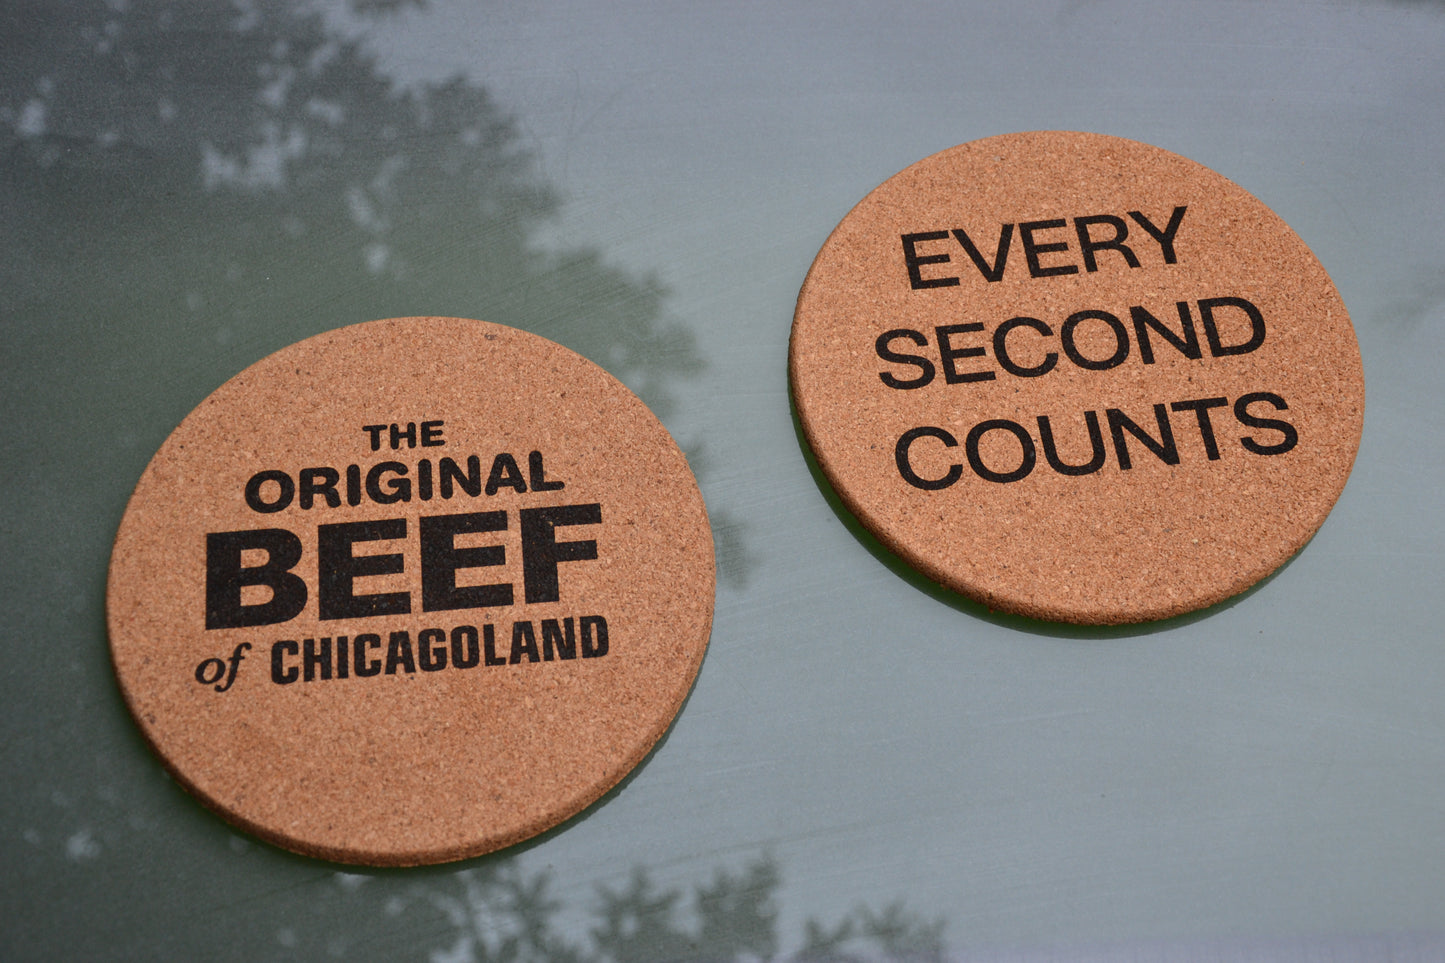 THE
ORIGINAL
BEEF
of CHICAGOLAND
EVERY
SECOND
COUNTS